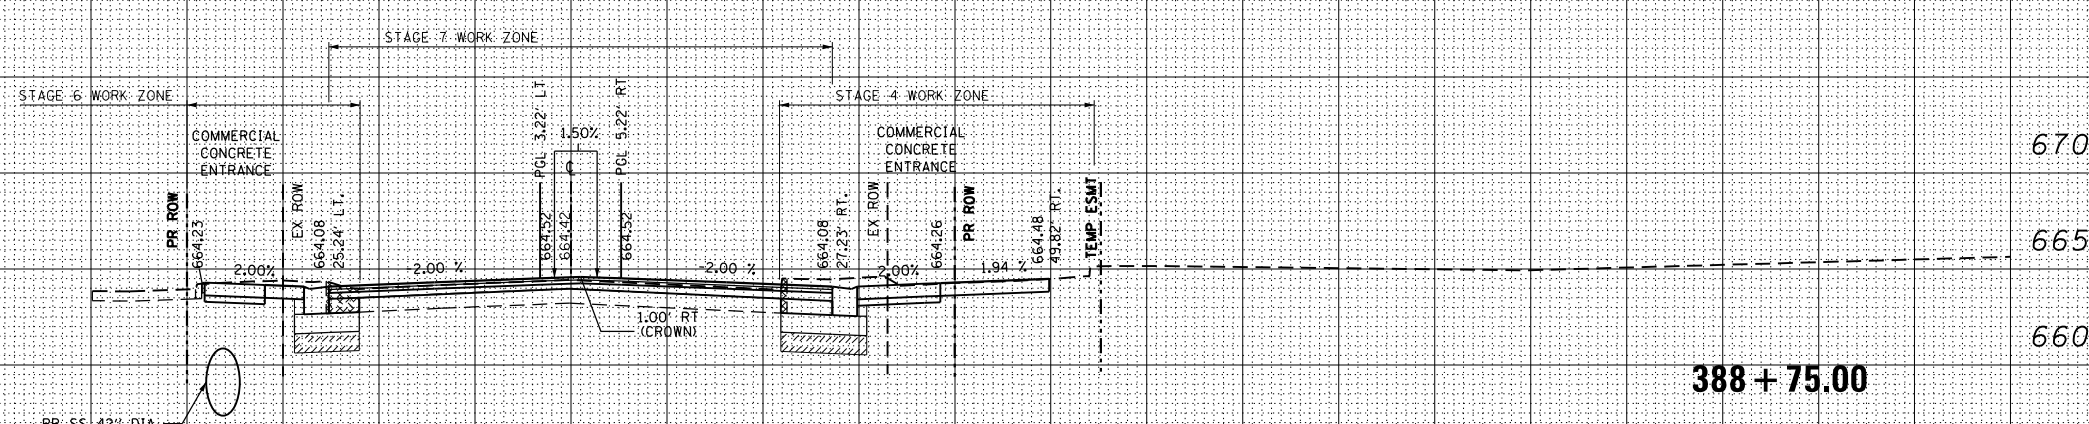 STAGE 7 WORK ZONE
STAGE 6 WORK ZONE
STAGE 4 WORK ZONE
COMMERCIAL
CONCRETE
ENTRANCE
PR ROW
664.23
EX ROW
664.08
25.24' LT.
2.00%
2.00 %
PGL 3.22' LT
664.52
664.42
1.50%
℄
PGL 5.22' RT
664.52
-2.00 %
1.00' RT
(CROWN)
COMMERCIAL
CONCRETE
ENTRANCE
664.08
27.23' RT.
EX ROW
2.00%
664.26
PR ROW
1.94 %
664.48
49.82' RT.
TEMP ESMT
670
665
660
388 + 75.00
PR SS 42" DIA